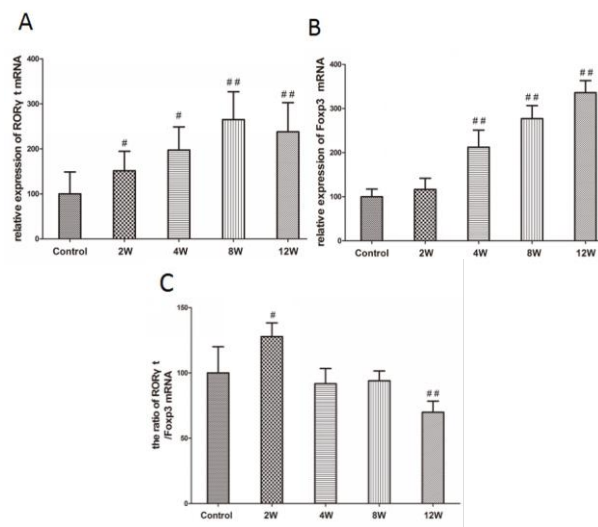 A
relative expression of RORγ t mRNA
400
300
200
100
0
#
#
# #
# #
Control 2W 4W 8W 12W
B
relative expression of Foxp3 mRNA
400
300
200
100
0
# #
# #
# #
Control 2W 4W 8W 12W
C
the ratio of RORγ t
/Foxp3 mRNA
150
100
50
0
#
# #
Control 2W 4W 8W 12W